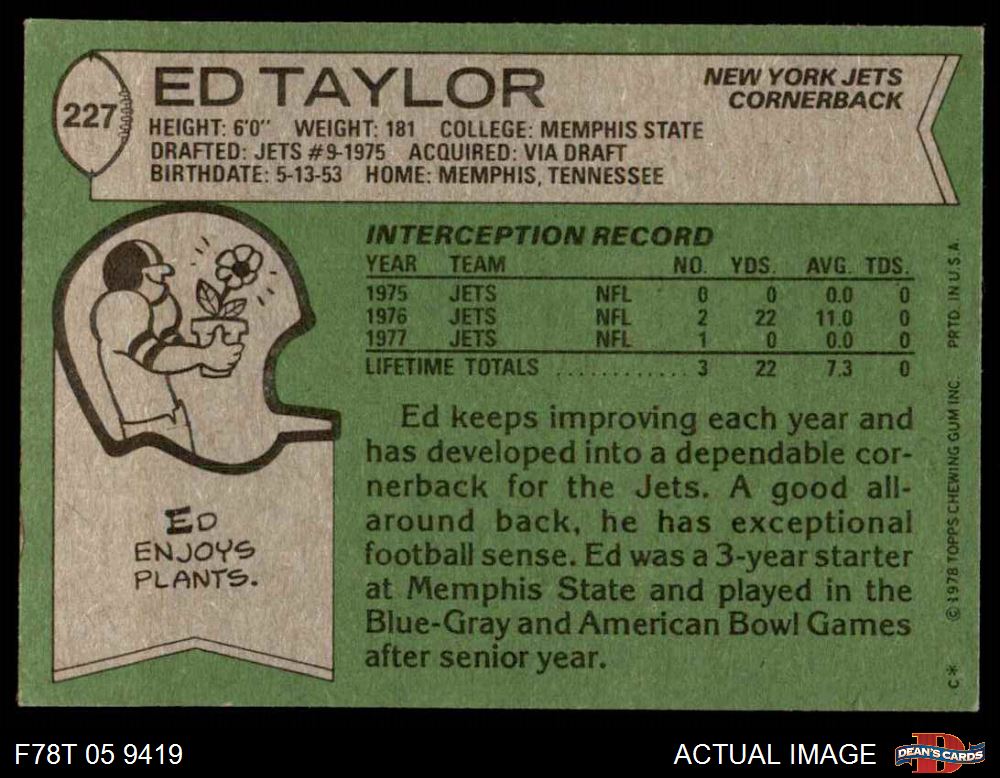 227
ED TAYLOR
NEW YORK JETS
CORNERBACK
HEIGHT: 6'0" WEIGHT: 181 COLLEGE: MEMPHIS STATE
DRAFTED: JETS #9-1975 ACQUIRED: VIA DRAFT
BIRTHDATE: 5-13-53 HOME: MEMPHIS, TENNESSEE
INTERCEPTION RECORD
YEAR TEAM NO. YDS. AVG. TDS.
1975 JETS NFL 0 0 0.0 0
1976 JETS NFL 2 22 11.0 0
1977 JETS NFL 1 0 0.0 0
LIFETIME TOTALS ............ 3 22 7.3 0
Ed keeps improving each year and
has developed into a dependable cor-
nerback for the Jets. A good all-
around back, he has exceptional
football sense. Ed was a 3-year starter
at Memphis State and played in the
Blue-Gray and American Bowl Games
after senior year.
ED
ENJOYS
PLANTS.
C* © 1978 TOPPS CHEWING GUM INC. PRTD. IN U.S.A.
F78T 05 9419
ACTUAL IMAGE
DEAN'S CARDS